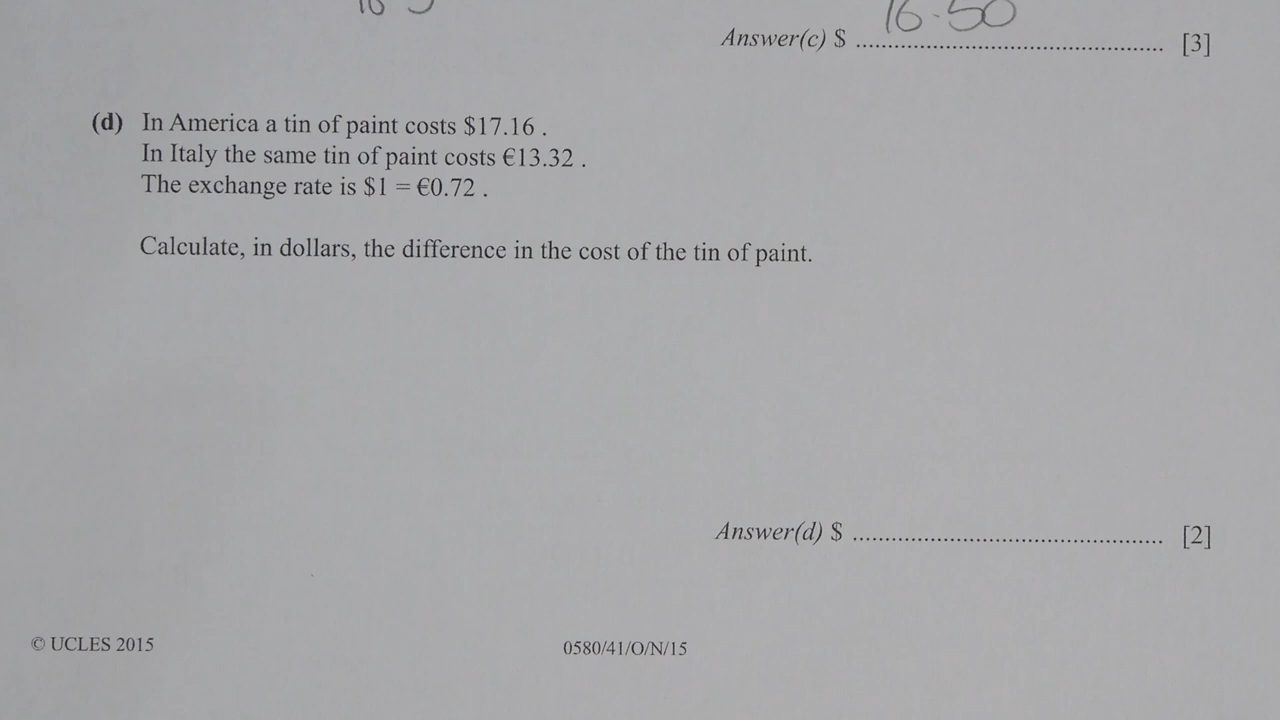 16.50
Answer(c) $ ................................................ [3]
(d) In America a tin of paint costs $17.16 .
In Italy the same tin of paint costs €13.32 .
The exchange rate is $1 = €0.72 .
Calculate, in dollars, the difference in the cost of the tin of paint.
Answer(d) $ ................................................ [2]
© UCLES 2015
0580/41/O/N/15